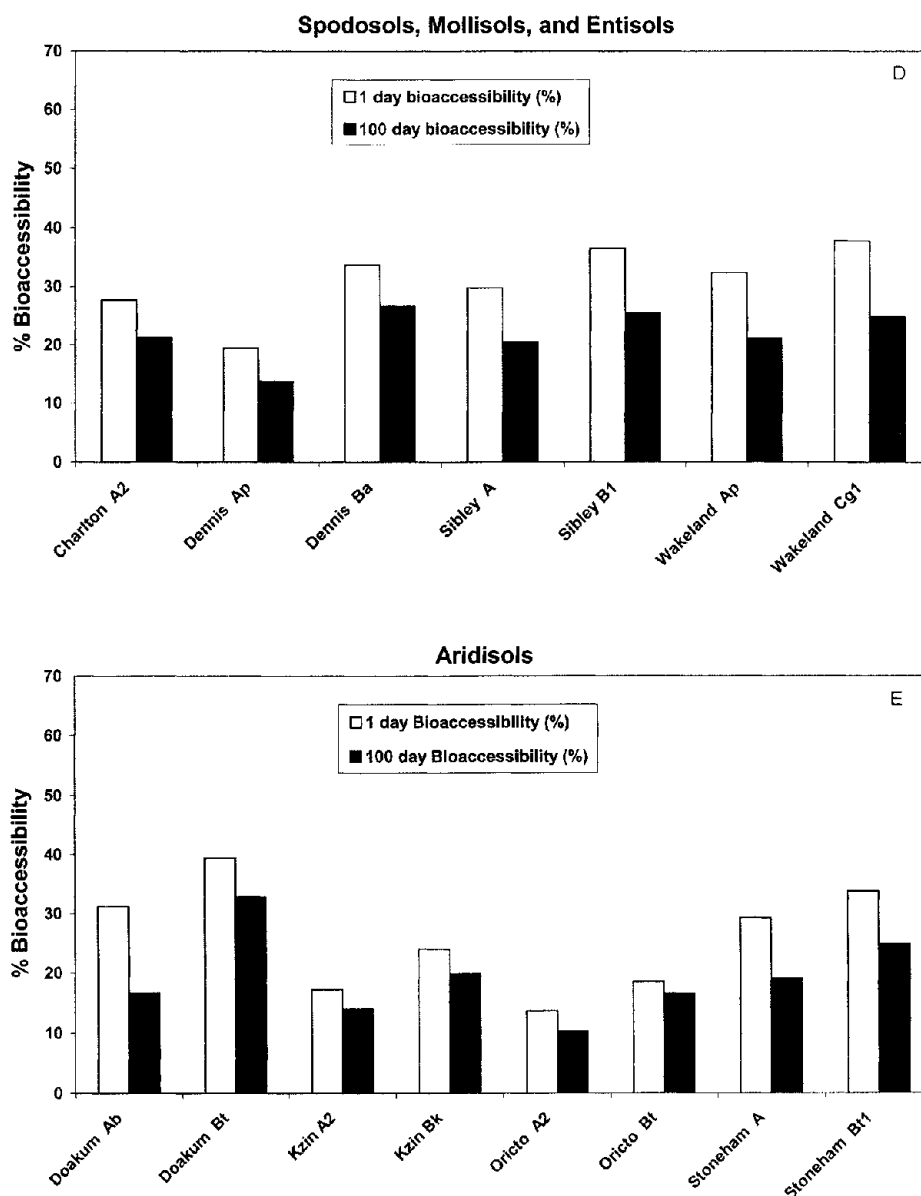 Spodosols, Mollisols, and Entisols
D
1 day bioaccessibility (%)
100 day bioaccessibility (%)
% Bioaccessibility
70
60
50
40
30
20
10
0
Charlton A2
Dennis Ap
Dennis Ba
Sibley A
Sibley B1
Wakeland Ap
Wakeland Cg1
Aridisols
E
1 day Bioaccessibility (%)
100 day Bioaccessibility (%)
% Bioaccessibility
70
60
50
40
30
20
10
0
Doakum Ab
Doakum Bt
Kzin A2
Kzin Bk
Oricto A2
Oricto Bt
Stoneham A
Stoneham Bt1